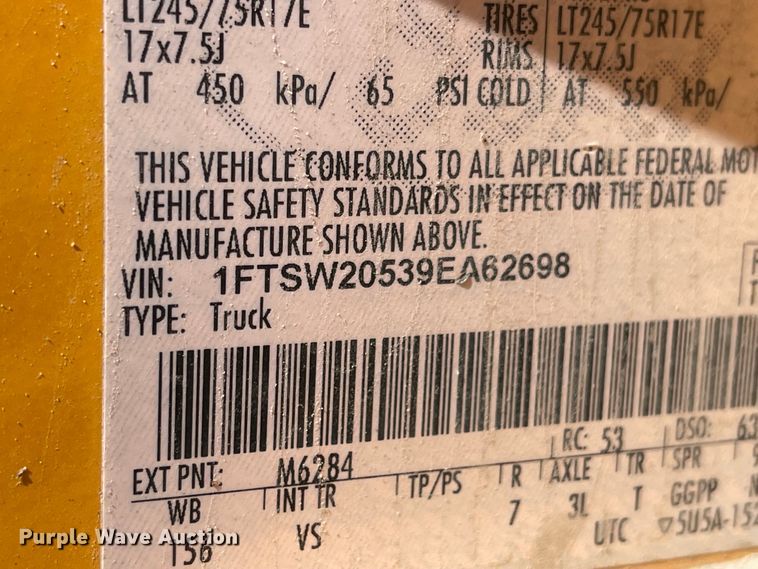 LT245/75R17E TIRES LT245/75R17E
17x7.5J RIMS 17x7.5J
AT 450 kPa/ 65 PSI COLD AT 550 kPa/
THIS VEHICLE CONFORMS TO ALL APPLICABLE FEDERAL MOT
VEHICLE SAFETY STANDARDS IN EFFECT ON THE DATE OF
MANUFACTURE SHOWN ABOVE.
VIN: 1FTSW20539EA62698
TYPE: Truck
EXT PNT: M6284 RC: 53 DSO: 63
WB INT TR TP/PS R AXLE TR SPR
156 VS 7 3L T GGPP
UTC ▽5U5A-152
Purple Wave Auction